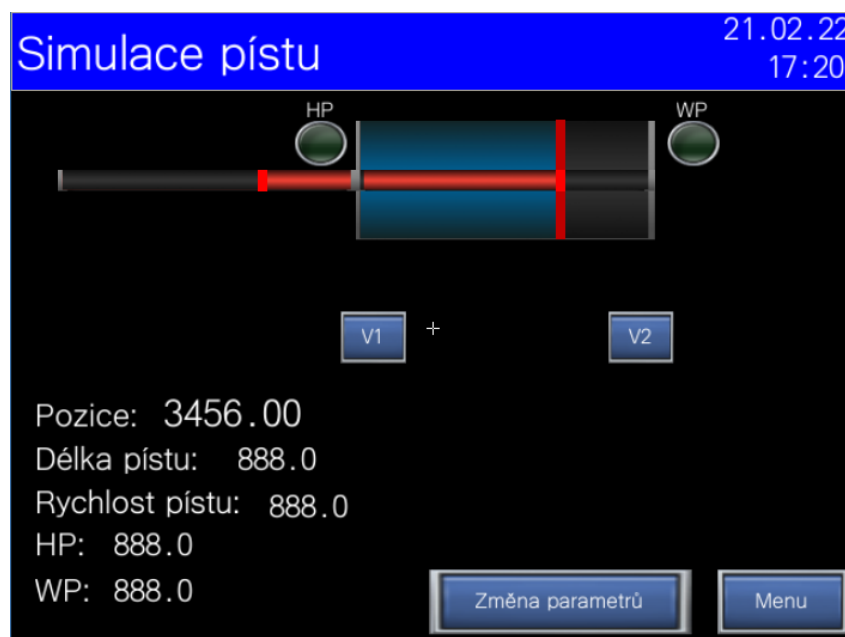 Simulace pístu
21.02.22
17:20
HP
WP
V1
V2
Pozice: 3456.00
Délka pístu: 888.0
Rychlost pístu: 888.0
HP: 888.0
WP: 888.0
Změna parametrů
Menu